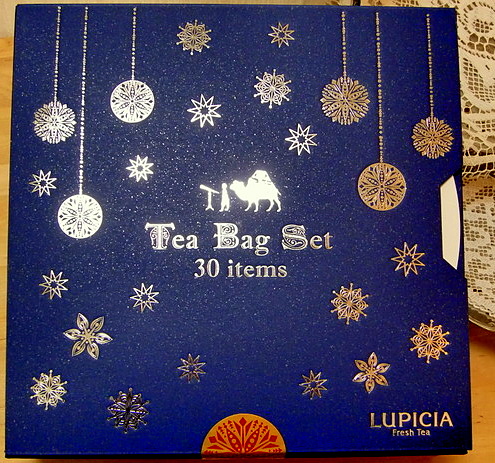 Tea Bag Set
30 items
LUPICIA
Fresh Tea